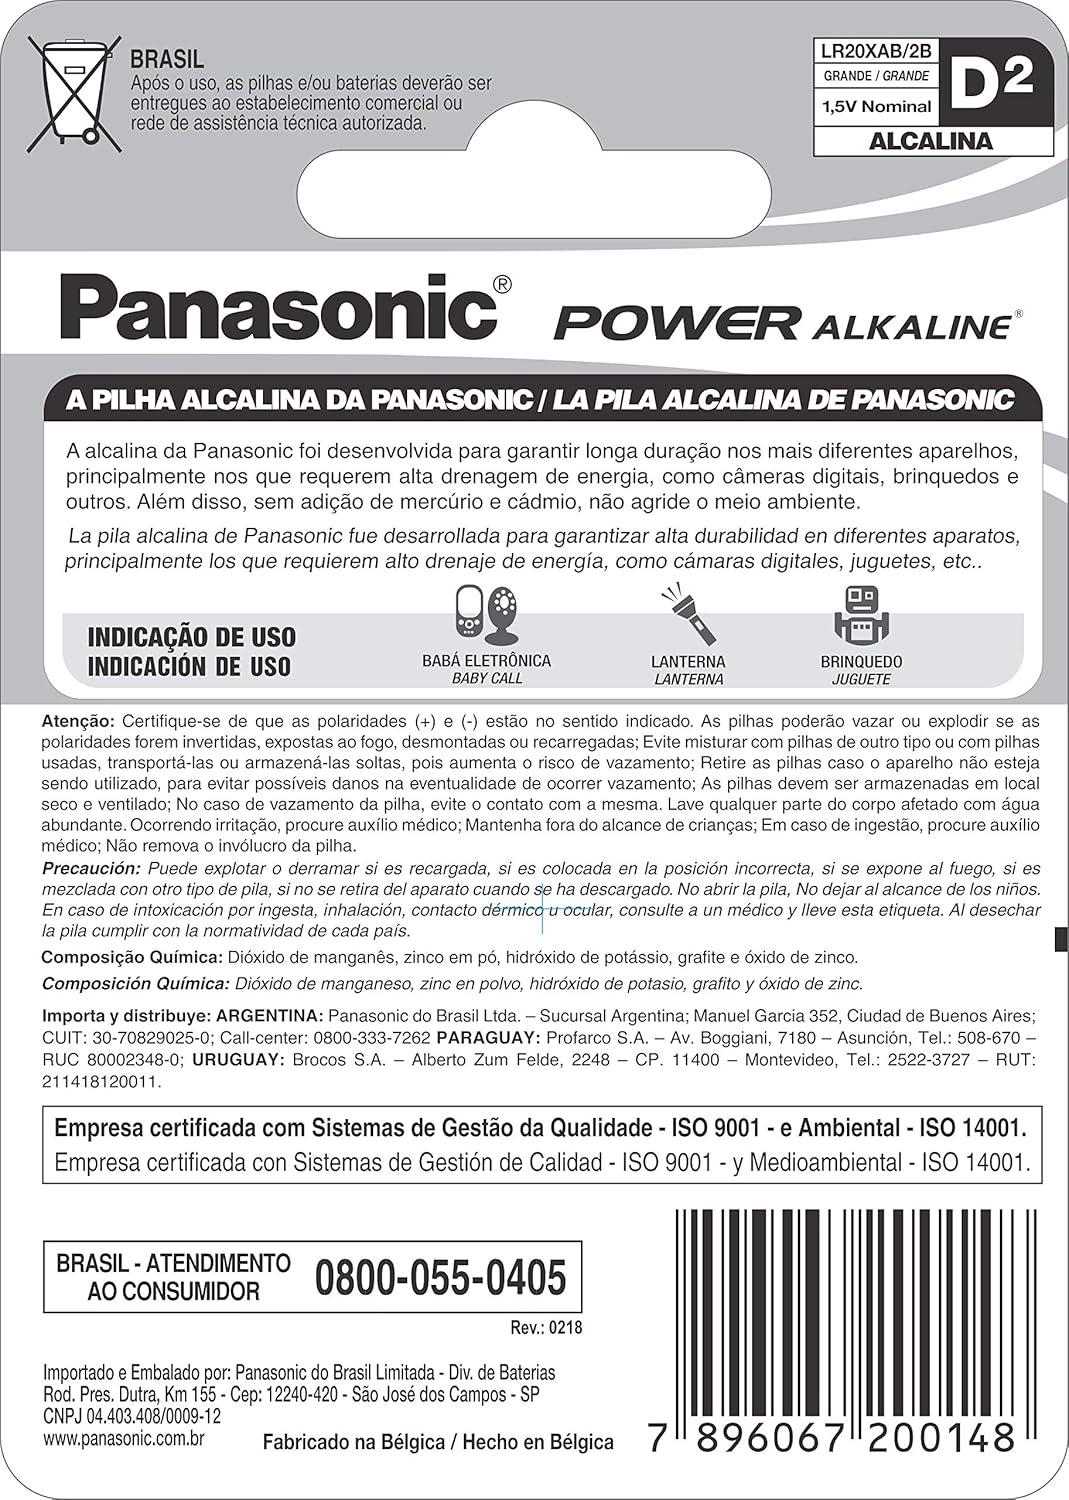 BRASIL
Após o uso, as pilhas e/ou baterias deverão ser
entregues ao estabelecimento comercial ou
rede de assistência técnica autorizada.
LR20XAB/2B
GRANDE / GRANDE
1,5V Nominal
D2
ALCALINA
Panasonic®
POWER ALKALINE®
A PILHA ALCALINA DA PANASONIC / LA PILA ALCALINA DE PANASONIC
A alcalina da Panasonic foi desenvolvida para garantir longa duração nos mais diferentes aparelhos,
principalmente nos que requerem alta drenagem de energia, como câmeras digitais, brinquedos e
outros. Além disso, sem adição de mercúrio e cádmio, não agride o meio ambiente.
La pila alcalina de Panasonic fue desarrollada para garantizar alta durabilidad en diferentes aparatos,
principalmente los que requierem alto drenaje de energía, como cámaras digitales, juguetes, etc..
INDICAÇÃO DE USO
INDICACIÓN DE USO
BABÁ ELETRÔNICA
BABY CALL
LANTERNA
LANTERNA
BRINQUEDO
JUGUETE
Atenção: Certifique-se de que as polaridades (+) e (-) estão no sentido indicado. As pilhas poderão vazar ou explodir se as
polaridades forem invertidas, expostas ao fogo, desmontadas ou recarregadas; Evite misturar com pilhas de outro tipo ou com pilhas
usadas, transportá-las ou armazená-las soltas, pois aumenta o risco de vazamento; Retire as pilhas caso o aparelho não esteja
sendo utilizado, para evitar possíveis danos na eventualidade de ocorrer vazamento; As pilhas devem ser armazenadas em local
seco e ventilado; No caso de vazamento da pilha, evite o contato com a mesma. Lave qualquer parte do corpo afetado com água
abundante. Ocorrendo irritação, procure auxílio médico; Mantenha fora do alcance de crianças; Em caso de ingestão, procure auxílio
médico; Não remova o invólucro da pilha.
Precaución: Puede explotar o derramar si es recargada, si es colocada en la posición incorrecta, si se expone al fuego, si es
mezclada con otro tipo de pila, si no se retira del aparato cuando se ha descargado. No abrir la pila, No dejar al alcance de los niños.
En caso de intoxicación por ingesta, inhalación, contacto dérmico u ocular, consulte a un médico y lleve esta etiqueta. Al desechar
la pila cumplir con la normatividad de cada país.
Composição Química: Dióxido de manganês, zinco em pó, hidróxido de potássio, grafite e óxido de zinco.
Composición Química: Dióxido de manganeso, zinc en polvo, hidróxido de potasio, grafito y óxido de zinc.
Importa y distribuye: ARGENTINA: Panasonic do Brasil Ltda. – Sucursal Argentina; Manuel Garcia 352, Ciudad de Buenos Aires;
CUIT: 30-70829025-0; Call-center: 0800-333-7262 PARAGUAY: Profarco S.A. – Av. Boggiani, 7180 – Asunción, Tel.: 508-670 –
RUC 80002348-0; URUGUAY: Brocos S.A. – Alberto Zum Felde, 2248 – CP. 11400 – Montevideo, Tel.: 2522-3727 – RUT:
211418120011.
Empresa certificada com Sistemas de Gestão da Qualidade - ISO 9001 - e Ambiental - ISO 14001.
Empresa certificada con Sistemas de Gestión de Calidad - ISO 9001 - y Medioambiental - ISO 14001.
BRASIL - ATENDIMENTO
AO CONSUMIDOR
0800-055-0405
Rev.: 0218
Importado e Embalado por: Panasonic do Brasil Limitada - Div. de Baterias
Rod. Pres. Dutra, Km 155 - Cep: 12240-420 - São José dos Campos - SP
CNPJ 04.403.408/0009-12
www.panasonic.com.br
Fabricado na Bélgica / Hecho en Bélgica
7 896067 200148